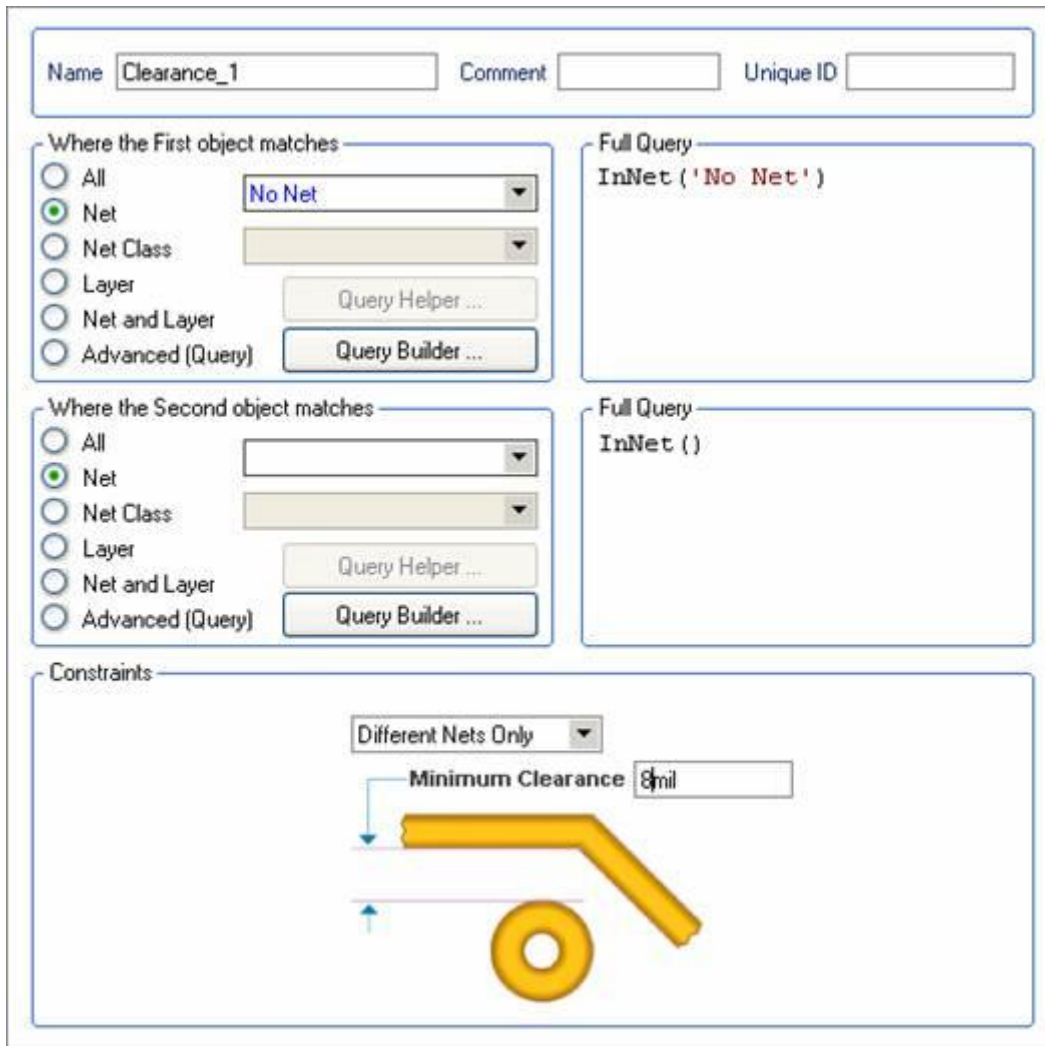 Name Clearance_1 Comment Unique ID
Where the First object matches
All
No Net
Net
Net Class
Layer
Query Helper ...
Net and Layer
Advanced (Query)
Query Builder ...
Full Query
InNet('No Net')
Where the Second object matches
All
Net
Net Class
Layer
Query Helper ...
Net and Layer
Advanced (Query)
Query Builder ...
Full Query
InNet()
Constraints
Different Nets Only
Minimum Clearance 8mil